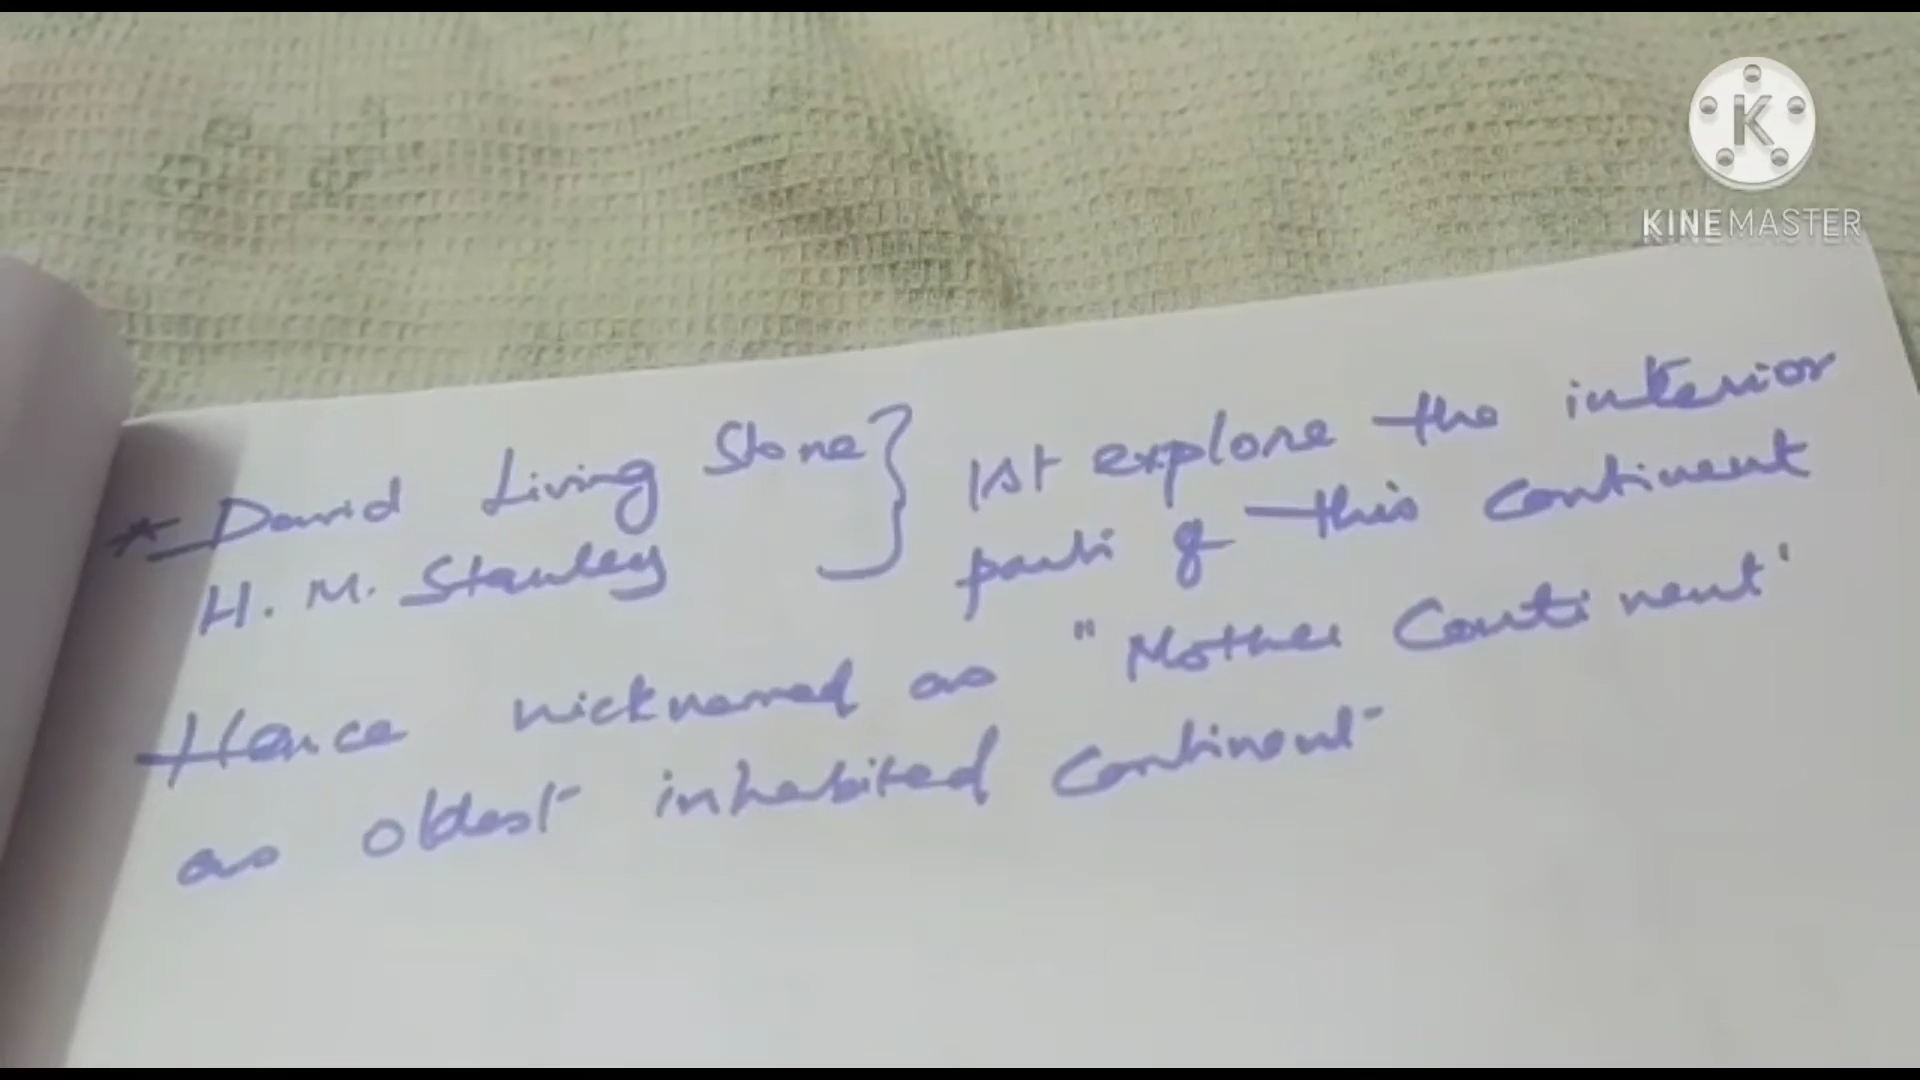 KINEMASTER
* David Living Stone } 1st explore the interior
H. M. Stanley parts of this continent
Hence nicknamed as "Mother Continent"
as oldest inhabited continent